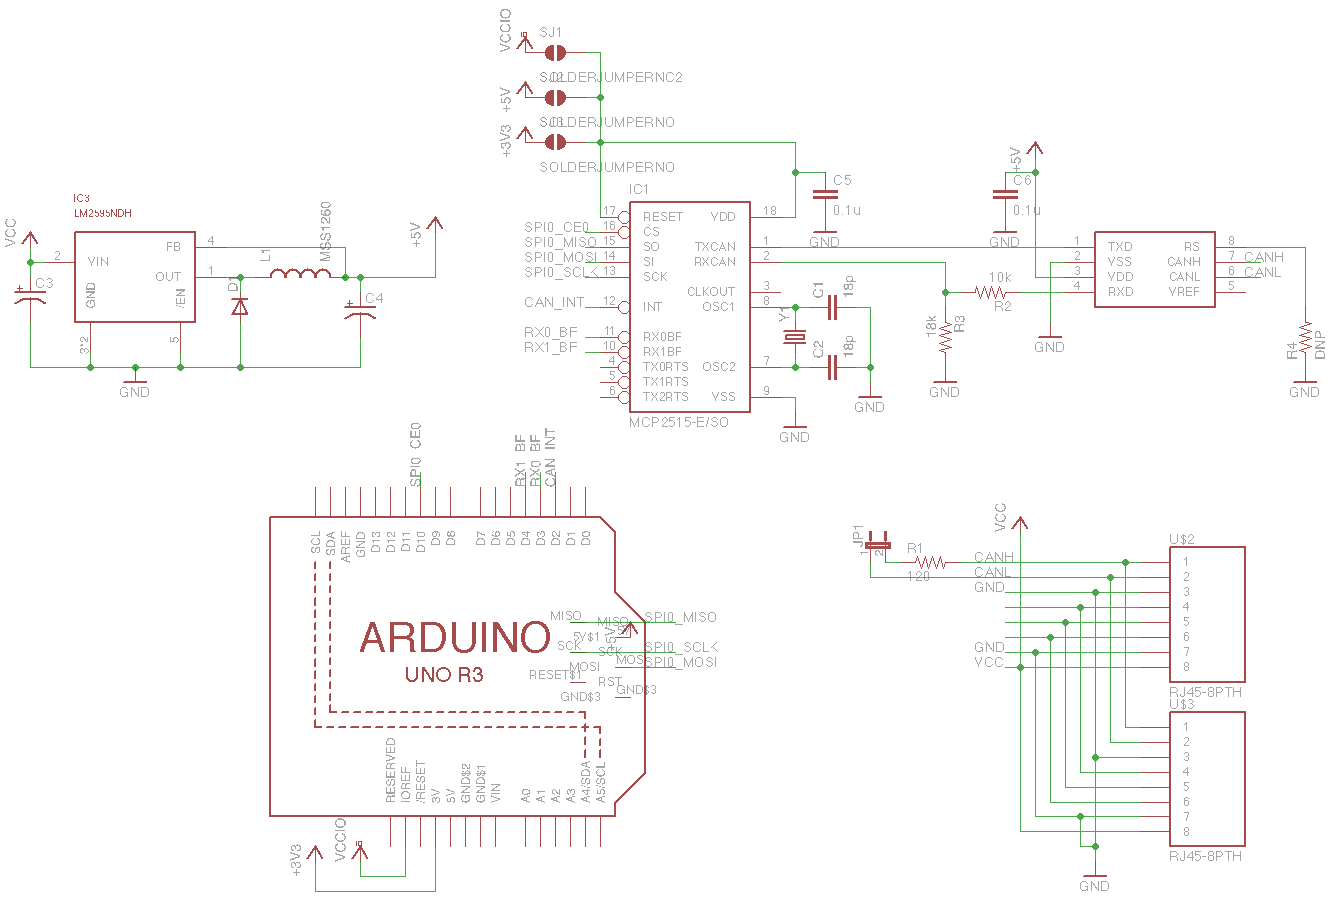 VCCIO
IO
SJ1
SOLDERJUMPERNC2
SJ2
+5V
SOLDERJUMPERNO
SJ3
+3V3
SOLDERJUMPERNO
IC1
17 RESET VDD 18
SPI0_CE0 16 CS
SPI0_MISO 15 SO TXCAN 1
SPI0_MOSI 14 SI RXCAN 2
SPI0_SCLK 13 SCK
CLKOUT 3
CAN_INT 12 INT OSC1 8
RX0_BF 11 RX0BF
RX1_BF 10 RX1BF
4 TX0RTS OSC2 7
5 TX1RTS
6 TX2RTS VSS 9
MCP2515-E/SO
GND
C5
0.1u
GND
Y1
C1
18p
C2
18p
GND
IC3
LM2595NDH
VCC
2 VIN
FB 4
OUT 1
GND
/EN
3*2
5
+ C3
GND
D1
L1
MSS1260
+5V
+ C4
+5V
C6
0.1u
GND
1 TXD RS 8
2 VSS CANH 7 CANH
3 VDD CANL 6 CANL
4 RXD VREF 5
10k
R2
18k
R3
GND
GND
R4
DNP
GND
SPI0_CE0
RX1_BF
RX0_BF
CAN_INT
SCL
SDA
AREF
GND
D13
D12
D11
D10
D9
D8
D7
D6
D5
D4
D3
D2
D1
D0
ARDUINO
UNO R3
MISO MISO SPI0_MISO
5V$1 +5V
SCK SCK SPI0_SCLK
MOSI MOSI SPI0_MOSI
RESET$1 RST
GND$3 GND$3
RESERVED
IOREF
/RESET
3V
5V
GND$2
GND$1
VIN
A0
A1
A2
A3
A4/SDA
A5/SCL
+3V3
VCCIO
IO
JP1
1
2
R1
120
VCC
CANH
CANL
GND
GND
VCC
U$2
1
2
3
4
5
6
7
8
RJ45-8PTH
U$3
1
2
3
4
5
6
7
8
RJ45-8PTH
GND